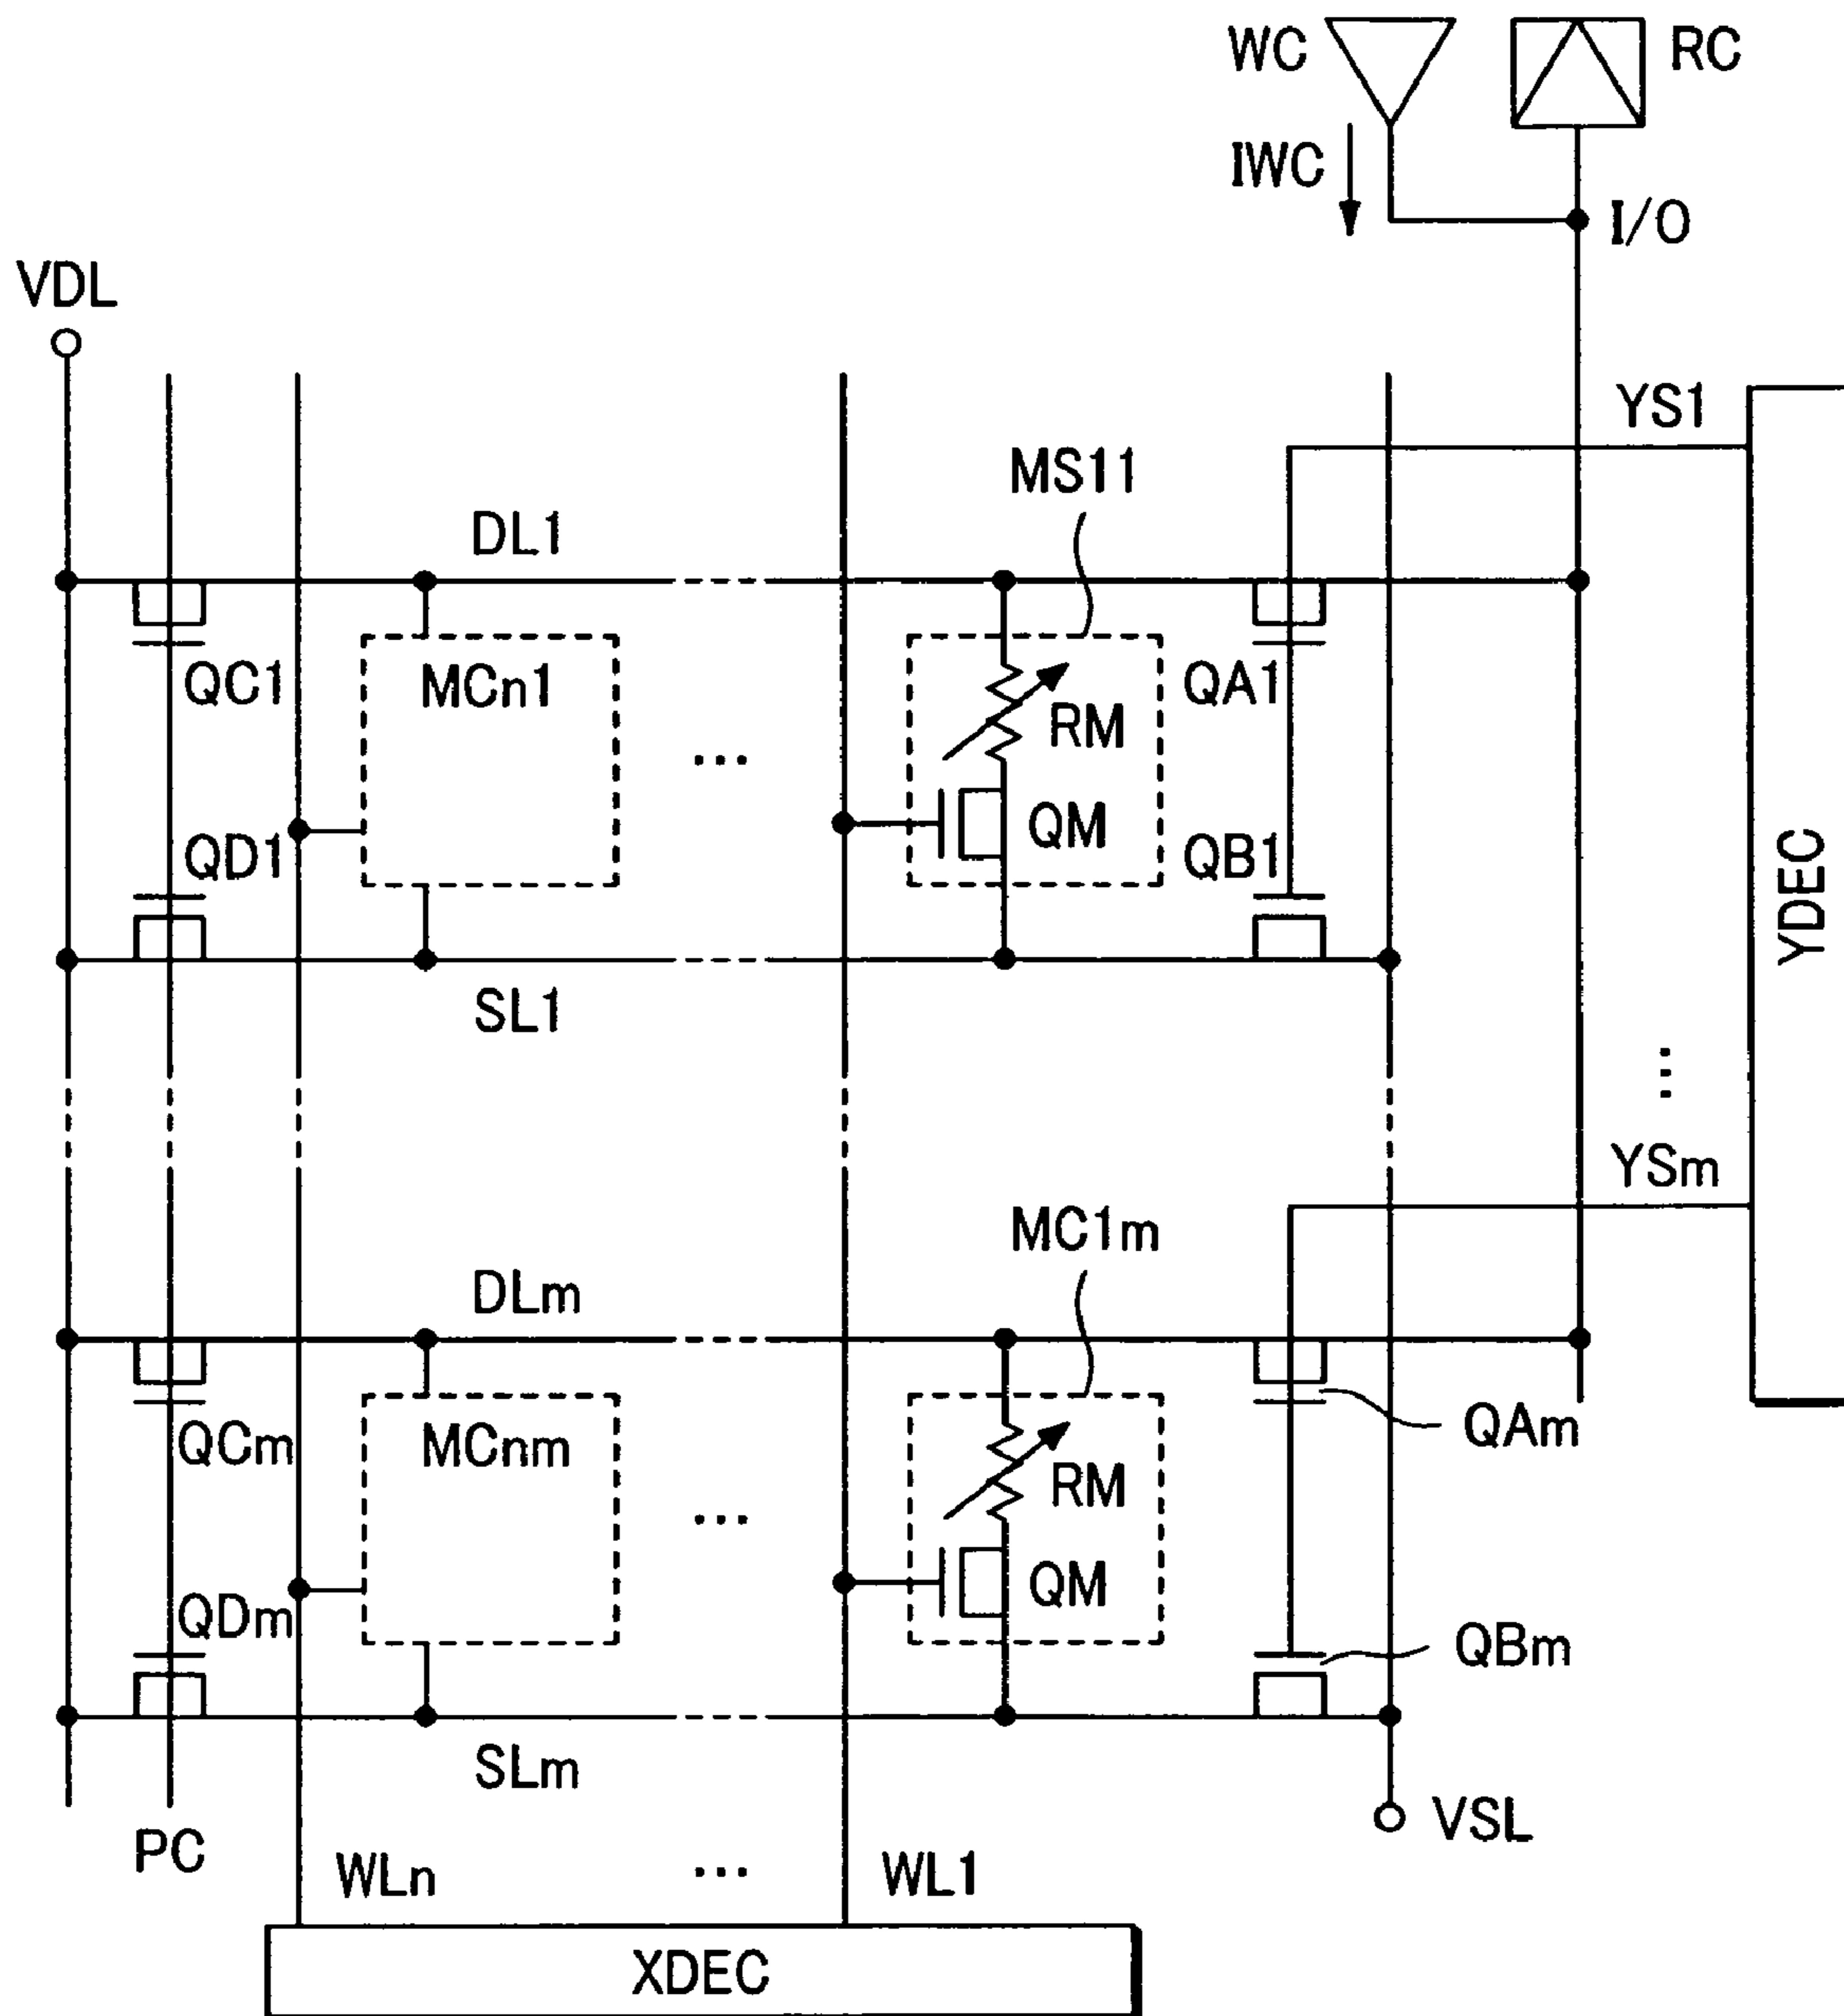 WC
RC
IWC
I/O
VDL
YS1
MS11
DL1
QC1
MCn1
RM
QA1
QD1
...
QM
QB1
YDEC
SL1
...
YSm
MC1m
DLm
QCm
MCnm
RM
QAm
...
QDm
QM
QBm
SLm
VSL
PC
WLn
...
WL1
XDEC